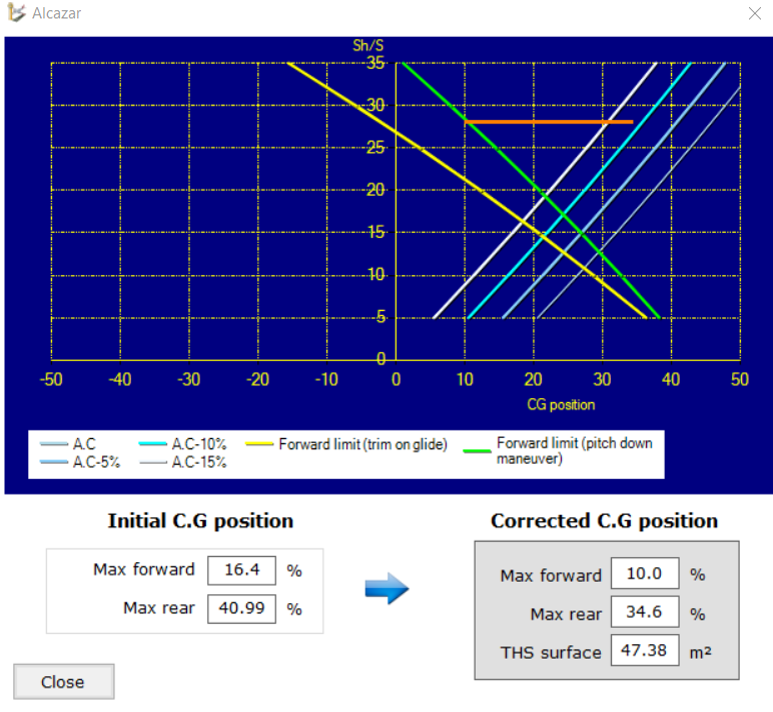 Alcazar
Sh/S
35
30
25
20
15
10
5
0
-50 -40 -30 -20 -10 0 10 20 30 40 50
CG position
A.C A.C-10% Forward limit (trim on glide) Forward limit (pitch down
maneuver)
A.C-5% A.C-15%
Initial C.G position
Max forward 16.4 %
Max rear 40.99 %
Corrected C.G position
Max forward 10.0 %
Max rear 34.6 %
THS surface 47.38 m²
Close